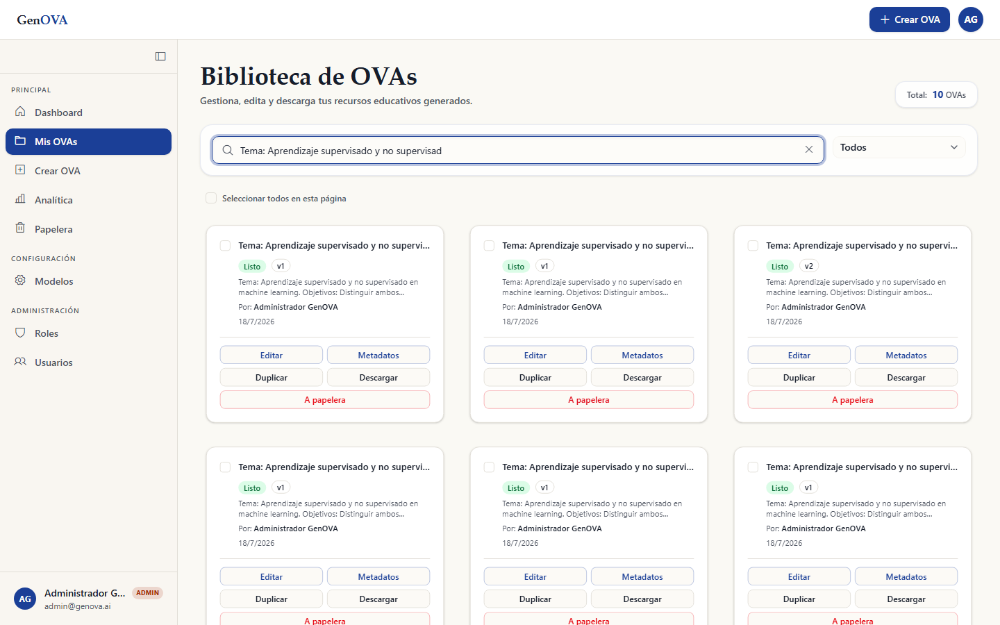 GenOVA
Crear OVA
AG
PRINCIPAL
Dashboard
Mis OVAs
Crear OVA
Analítica
Papelera
CONFIGURACIÓN
Modelos
ADMINISTRACIÓN
Roles
Usuarios
AG
Administrador G...
ADMIN
admin@genova.ai
Biblioteca de OVAs
Gestiona, edita y descarga tus recursos educativos generados.
Total: 10 OVAs
Tema: Aprendizaje supervisado y no supervisad
Todos
Seleccionar todos en esta página
Tema: Aprendizaje supervisado y no supervi...
Listo v1
Tema: Aprendizaje supervisado y no supervisado en
machine learning. Objetivos: Distinguir ambos...
Por: Administrador GenOVA
18/7/2026
Editar Metadatos
Duplicar Descargar
A papelera
Tema: Aprendizaje supervisado y no supervi...
Listo v1
Tema: Aprendizaje supervisado y no supervisado en
machine learning. Objetivos: Distinguir ambos...
Por: Administrador GenOVA
18/7/2026
Editar Metadatos
Duplicar Descargar
A papelera
Tema: Aprendizaje supervisado y no supervi...
Listo v2
Tema: Aprendizaje supervisado y no supervisado en
machine learning. Objetivos: Distinguir ambos...
Por: Administrador GenOVA
18/7/2026
Editar Metadatos
Duplicar Descargar
A papelera
Tema: Aprendizaje supervisado y no supervi...
Listo v1
Tema: Aprendizaje supervisado y no supervisado en
machine learning. Objetivos: Distinguir ambos...
Por: Administrador GenOVA
18/7/2026
Editar Metadatos
Duplicar Descargar
A papelera
Tema: Aprendizaje supervisado y no supervi...
Listo v1
Tema: Aprendizaje supervisado y no supervisado en
machine learning. Objetivos: Distinguir ambos...
Por: Administrador GenOVA
18/7/2026
Editar Metadatos
Duplicar Descargar
A papelera
Tema: Aprendizaje supervisado y no supervi...
Listo v1
Tema: Aprendizaje supervisado y no supervisado en
machine learning. Objetivos: Distinguir ambos...
Por: Administrador GenOVA
18/7/2026
Editar Metadatos
Duplicar Descargar
A papelera